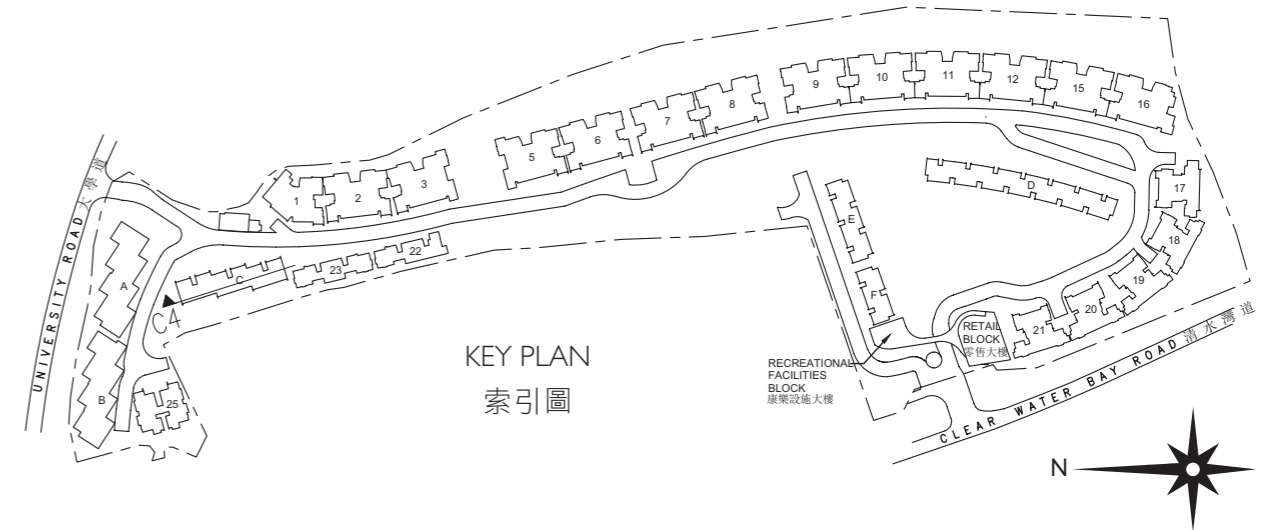 UNIVERSITY ROAD 大學道
1
2
3
5
6
7
8
9
10
11
12
15
16
17
18
19
20
21
22
23
25
A
B
C
D
E
F
C4
KEY PLAN
索引圖
RECREATIONAL
FACILITIES
BLOCK
康樂設施大樓
RETAIL
BLOCK
零售大樓
CLEAR WATER BAY ROAD 清水灣道
N